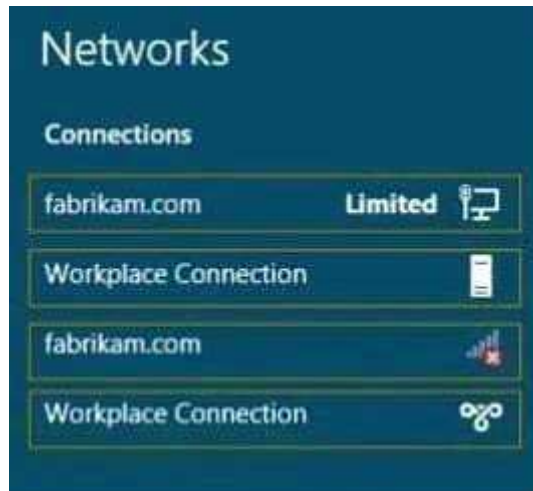 Networks
Connections
fabrikam.com Limited
Workplace Connection
fabrikam.com
Workplace Connection